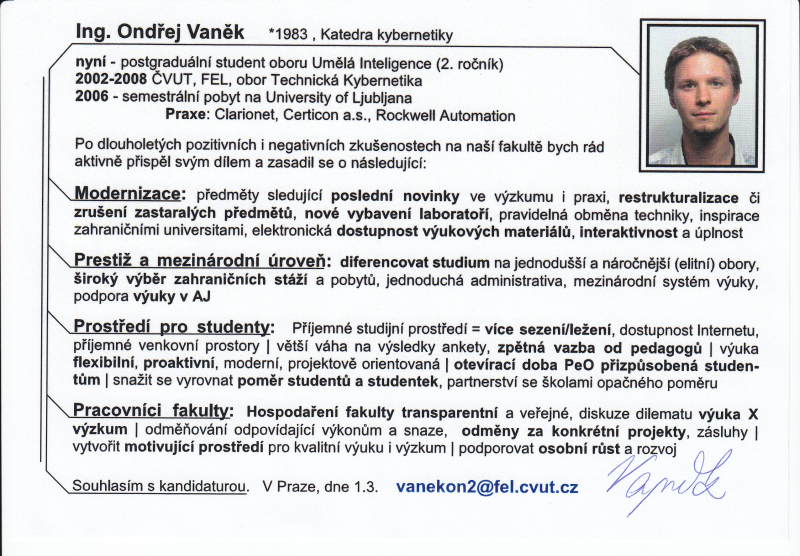 Ing. Ondřej Vaněk *1983 , Katedra kybernetiky
nyní - postgraduální student oboru Umělá Inteligence (2. ročník)
2002-2008 ČVUT, FEL, obor Technická Kybernetika
2006 - semestrální pobyt na University of Ljubljana
Praxe: Clarionet, Certicon a.s., Rockwell Automation
Po dlouholetých pozitivních i negativních zkušenostech na naší fakultě bych rád
aktivně přispěl svým dílem a zasadil se o následující:
Modernizace: předměty sledující poslední novinky ve výzkumu i praxi, restrukturalizace či
zrušení zastaralých předmětů, nové vybavení laboratoří, pravidelná obměna techniky, inspirace
zahraničními universitami, elektronická dostupnost výukových materiálů, interaktivnost a úplnost
Prestiž a mezinárodní úroveň: diferencovat studium na jednodušší a náročnější (elitní) obory,
široký výběr zahraničních stáží a pobytů, jednoduchá administrativa, mezinárodní systém výuky,
podpora výuky v AJ
Prostředí pro studenty: Příjemné studijní prostředí = více sezení/ležení, dostupnost Internetu,
příjemné venkovní prostory | větší váha na výsledky ankety, zpětná vazba od pedagogů | výuka
flexibilní, proaktivní, moderní, projektově orientovaná | otevírací doba PeO přizpůsobená studen-
tům | snažit se vyrovnat poměr studentů a studentek, partnerství se školami opačného poměru
Pracovníci fakulty: Hospodaření fakulty transparentní a veřejné, diskuze dilematu výuka X
výzkum | odměňování odpovídající výkonům a snaze, odměny za konkrétní projekty, zásluhy |
vytvořit motivující prostředí pro kvalitní výuku i výzkum | podporovat osobní růst a rozvoj
Souhlasím s kandidaturou. V Praze, dne 1.3. vanekon2@fel.cvut.cz